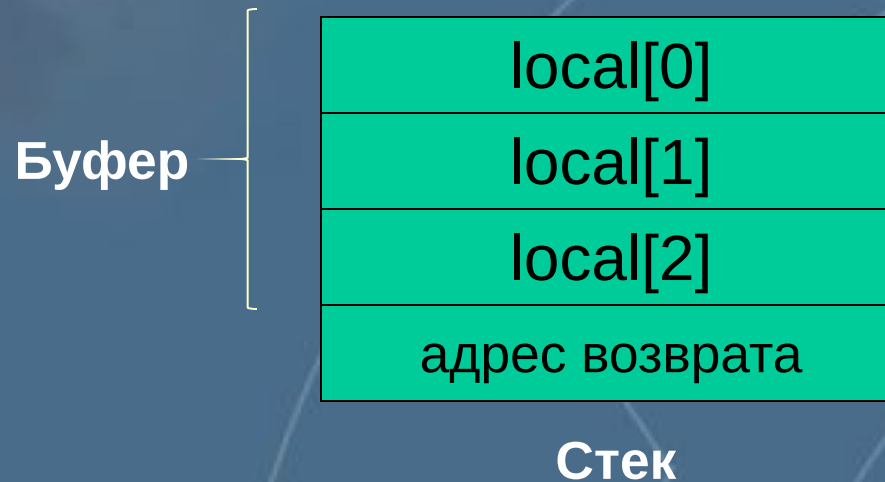 local[0]
local[1]
Буфер
local[2]
адрес возврата
Стек